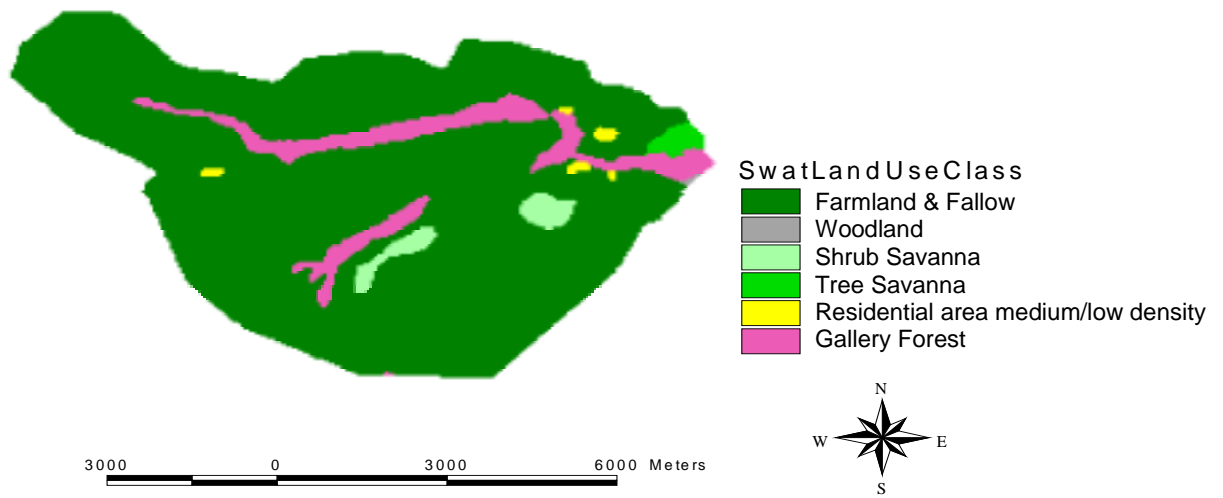 SwatLandUseClass
Farmland & Fallow
Woodland
Shrub Savanna
Tree Savanna
Residential area medium/low density
Gallery Forest
N
W E
S
3000 0 3000 6000 Meters